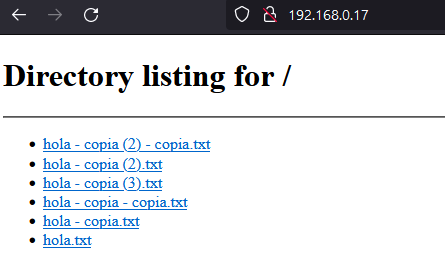 192.168.0.17
Directory listing for /
hola - copia (2) - copia.txt
hola - copia (2).txt
hola - copia (3).txt
hola - copia - copia.txt
hola - copia.txt
hola.txt